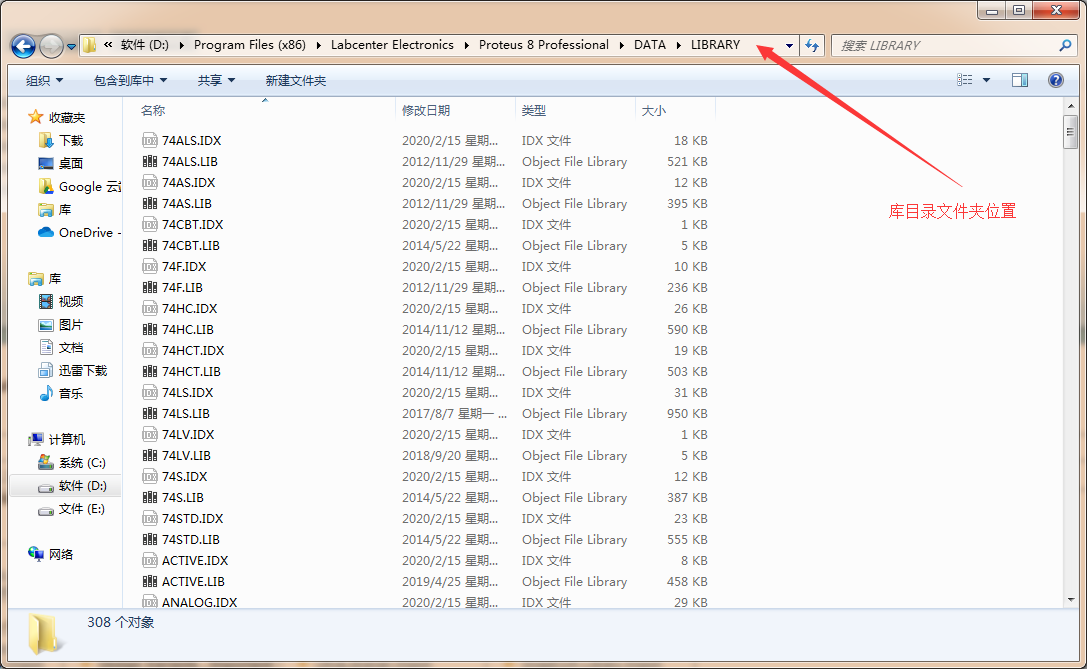 « 软件 (D:) ▸ Program Files (x86) ▸ Labcenter Electronics ▸ Proteus 8 Professional ▸ DATA ▸ LIBRARY
搜索 LIBRARY
组织 包含到库中 共享 新建文件夹
名称 修改日期 类型 大小
收藏夹
下载
桌面
Google
库
OneDrive -
库
视频
图片
文档
迅雷下载
音乐
计算机
系统 (C:)
软件 (D:)
文件 (E:)
网络
74ALS.IDX 2020/2/15 星期... IDX 文件 18 KB
74ALS.LIB 2012/11/29 星期... Object File Library 521 KB
74AS.IDX 2020/2/15 星期... IDX 文件 12 KB
74AS.LIB 2012/11/29 星期... Object File Library 395 KB
74CBT.IDX 2020/2/15 星期... IDX 文件 1 KB
74CBT.LIB 2014/5/22 星期... Object File Library 5 KB
74F.IDX 2020/2/15 星期... IDX 文件 10 KB
74F.LIB 2012/11/29 星期... Object File Library 236 KB
74HC.IDX 2020/2/15 星期... IDX 文件 26 KB
74HC.LIB 2014/11/12 星期... Object File Library 590 KB
74HCT.IDX 2020/2/15 星期... IDX 文件 19 KB
74HCT.LIB 2014/11/12 星期... Object File Library 503 KB
74LS.IDX 2020/2/15 星期... IDX 文件 31 KB
74LS.LIB 2017/8/7 星期一 ... Object File Library 950 KB
74LV.IDX 2020/2/15 星期... IDX 文件 1 KB
74LV.LIB 2018/9/20 星期... Object File Library 5 KB
74S.IDX 2020/2/15 星期... IDX 文件 12 KB
74S.LIB 2014/5/22 星期... Object File Library 387 KB
74STD.IDX 2020/2/15 星期... IDX 文件 23 KB
74STD.LIB 2014/5/22 星期... Object File Library 555 KB
ACTIVE.IDX 2020/2/15 星期... IDX 文件 8 KB
ACTIVE.LIB 2019/4/25 星期... Object File Library 458 KB
ANALOG.IDX 2020/2/15 星期... IDX 文件 29 KB
库目录文件夹位置
308 个对象